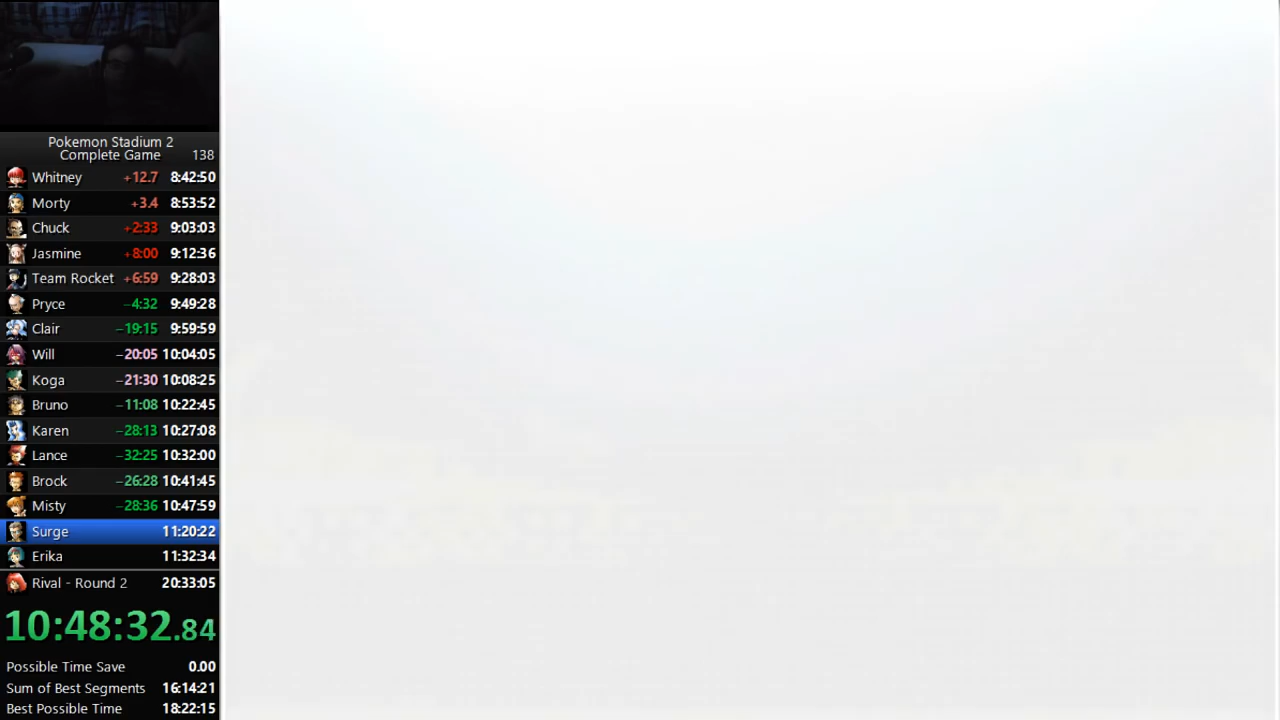 Pokemon Stadium 2
Complete Game 138
Whitney +12.7 8:42:50
Morty +3.4 8:53:52
Chuck +2:33 9:03:03
Jasmine +8:00 9:12:36
Team Rocket +6:59 9:28:03
Pryce −4:32 9:49:28
Clair −19:15 9:59:59
Will −20:05 10:04:05
Koga −21:30 10:08:25
Bruno −11:08 10:22:45
Karen −28:13 10:27:08
Lance −32:25 10:32:00
Brock −26:28 10:41:45
Misty −28:36 10:47:59
Surge 11:20:22
Erika 11:32:34
Rival - Round 2 20:33:05
10:48:32.84
Possible Time Save 0.00
Sum of Best Segments 16:14:21
Best Possible Time 18:22:15